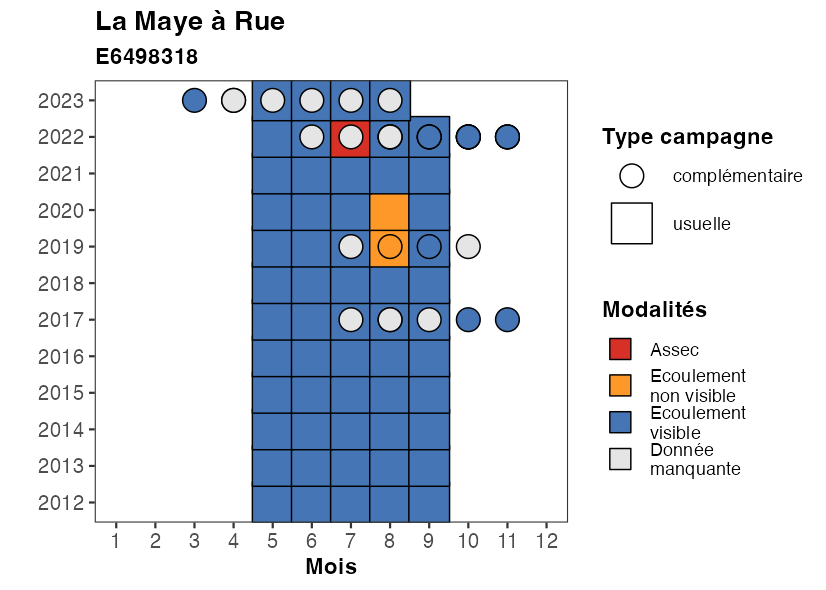 La Maye à Rue
E6498318
2023
2022
2021
2020
2019
2018
2017
2016
2015
2014
2013
2012
1 2 3 4 5 6 7 8 9 10 11 12
Mois
Type campagne
complémentaire
usuelle
Modalités
Assec
Ecoulement
non visible
Ecoulement
visible
Donnée
manquante